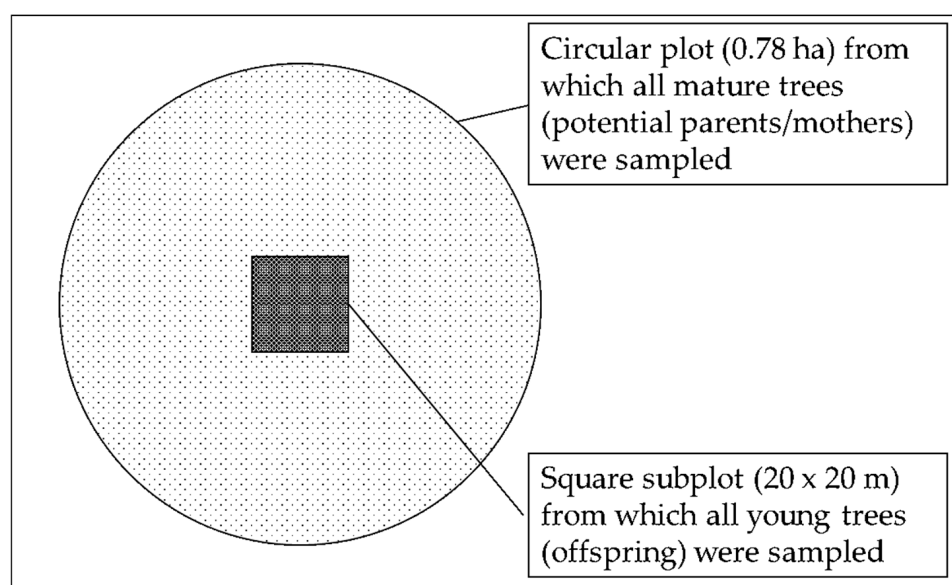 Circular plot (0.78 ha) from
which all mature trees
(potential parents/mothers)
were sampled
Square subplot (20 x 20 m)
from which all young trees
(offspring) were sampled